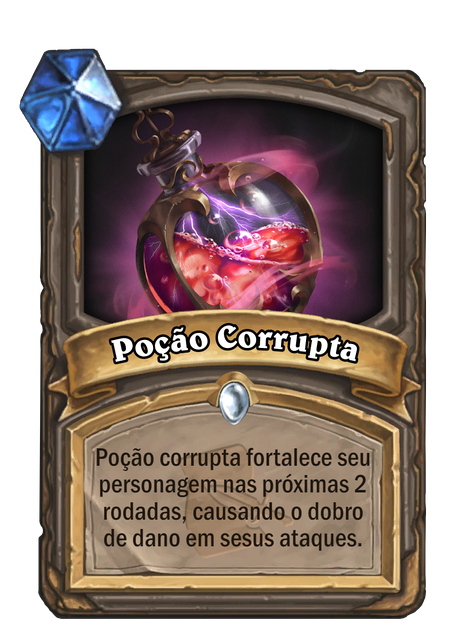 Poção Corrupta
Poção corrupta fortalece seu
personagem nas próximas 2
rodadas, causando o dobro
de dano em sesus ataques.